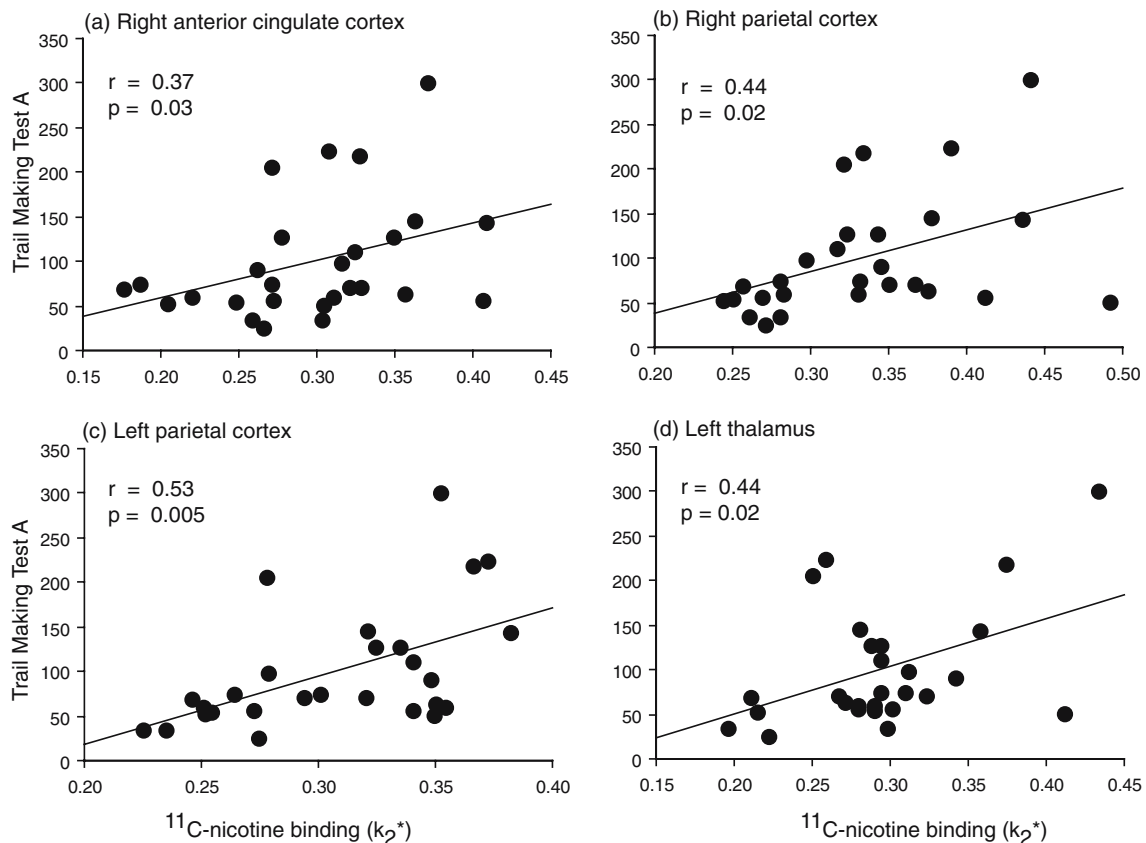 (a) Right anterior cingulate cortex
Trail Making Test A
350
300
250
200
150
100
50
0
r = 0.37
p = 0.03
0.15 0.20 0.25 0.30 0.35 0.40 0.45
(b) Right parietal cortex
350
300
250
200
150
100
50
0
r = 0.44
p = 0.02
0.20 0.25 0.30 0.35 0.40 0.45 0.50
(c) Left parietal cortex
Trail Making Test A
350
300
250
200
150
100
50
0
r = 0.53
p = 0.005
0.20 0.25 0.30 0.35 0.40
11C-nicotine binding (k2*)
(d) Left thalamus
350
300
250
200
150
100
50
0
r = 0.44
p = 0.02
0.15 0.20 0.25 0.30 0.35 0.40 0.45
11C-nicotine binding (k2*)